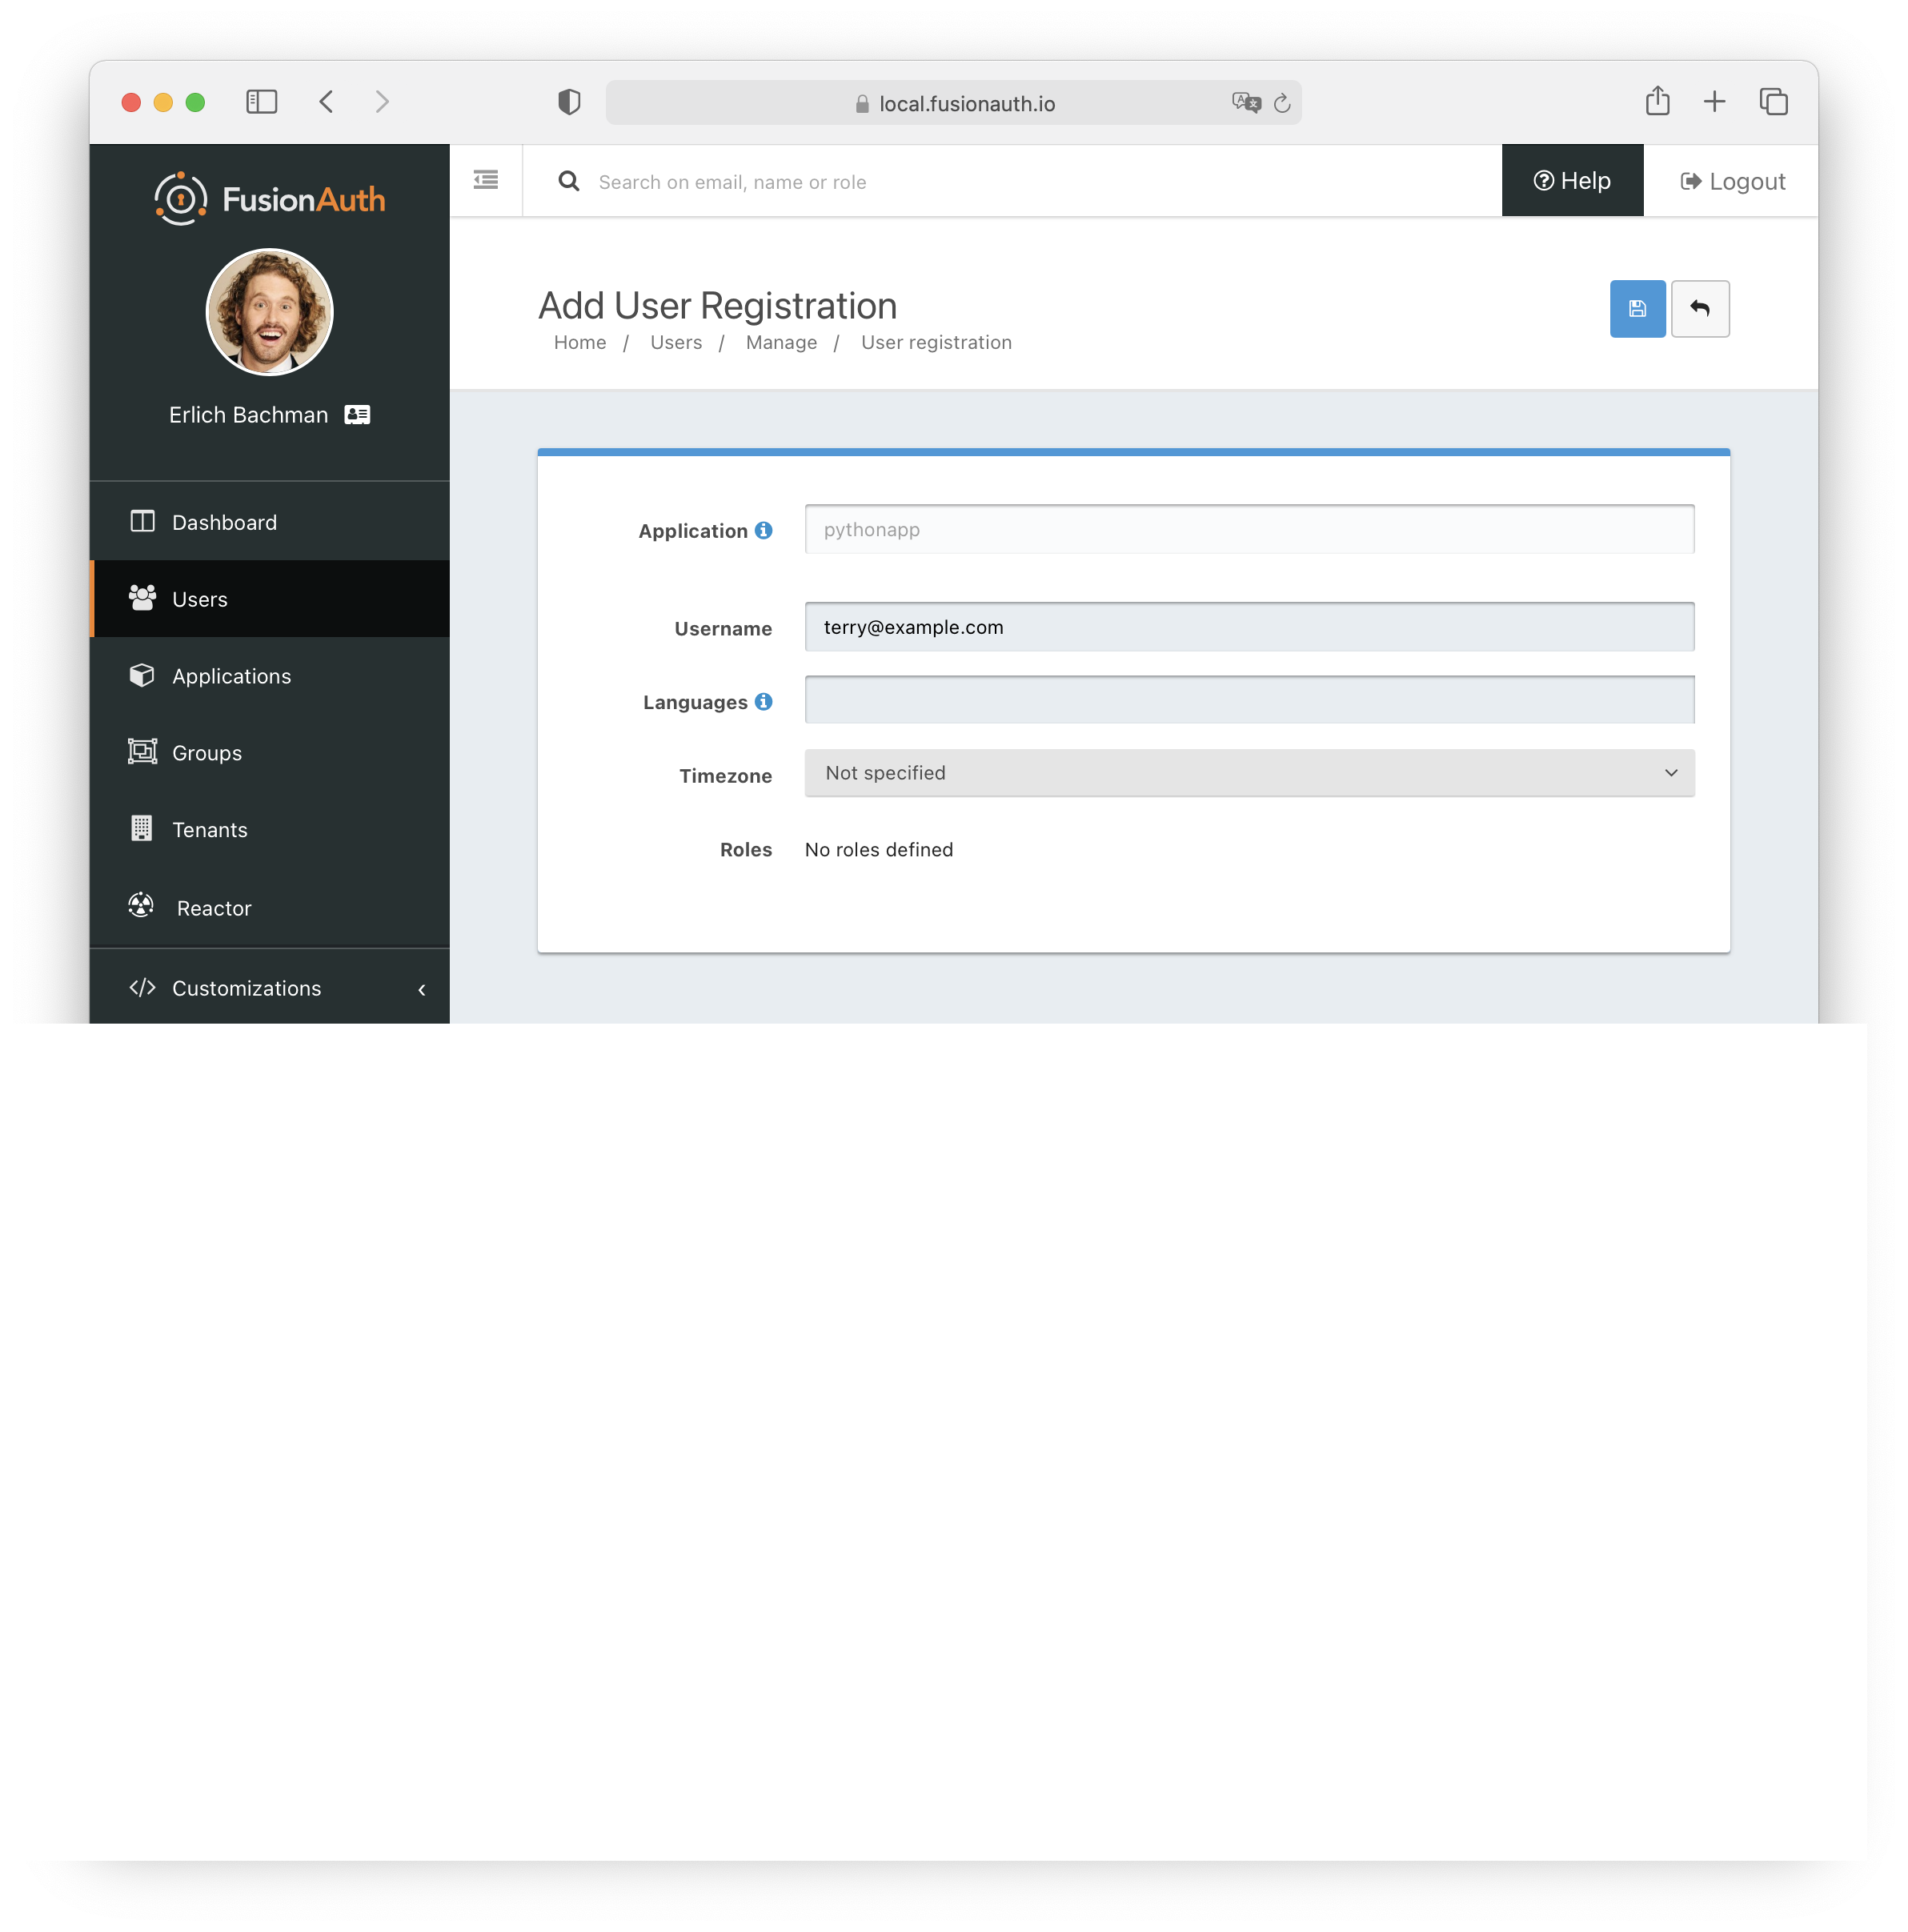 local.fusionauth.io
FusionAuth
Search on email, name or role
Help
Logout
Add User Registration
Home / Users / Manage / User registration
Erlich Bachman
Dashboard
Users
Applications
Groups
Tenants
Reactor
Customizations
Application
pythonapp
Username
terry@example.com
Languages
Timezone
Not specified
Roles
No roles defined